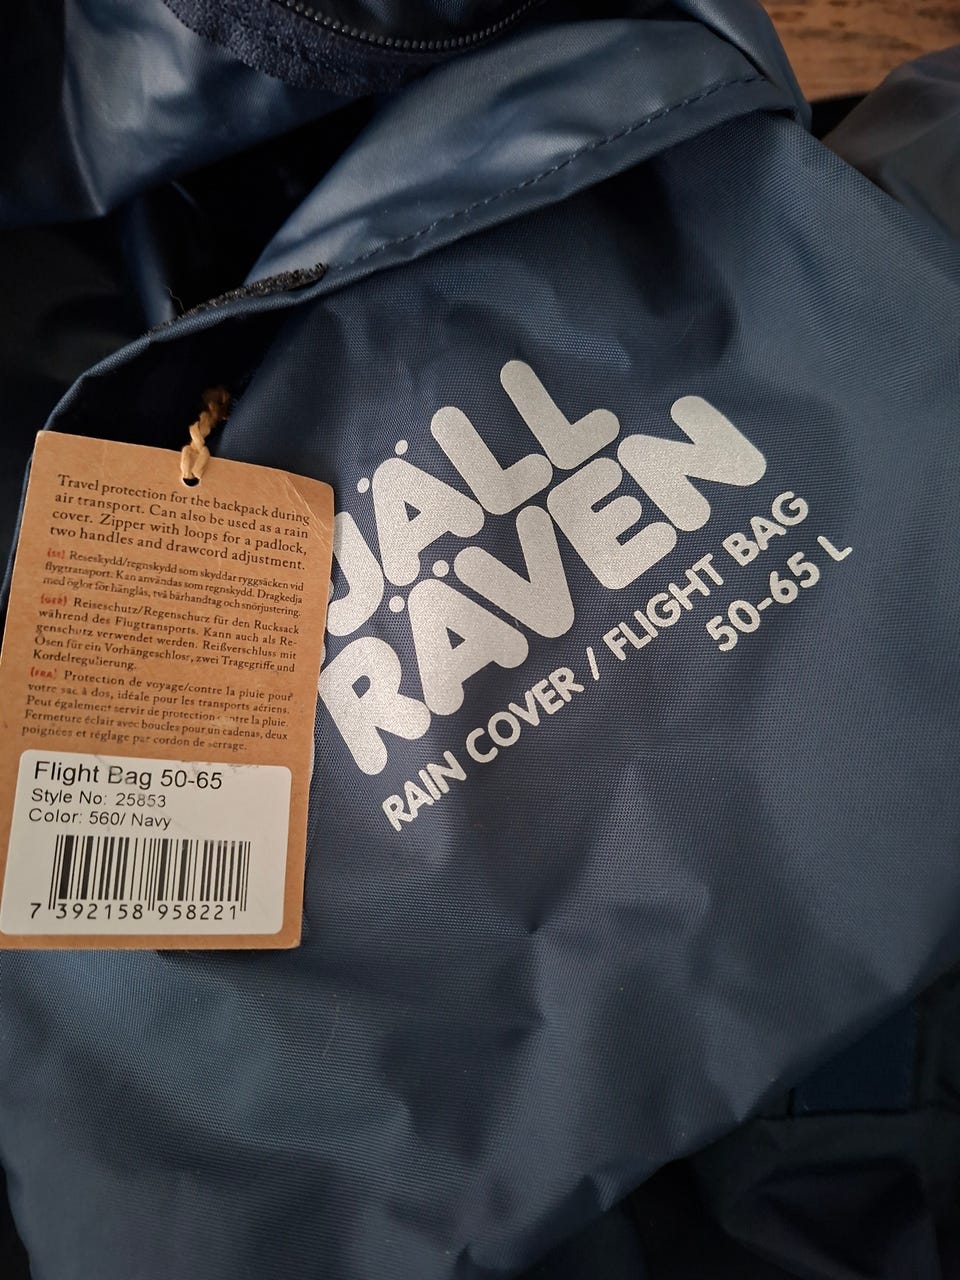 Travel protection for the backpack during
air transport. Can also be used as a rain
cover. Zipper with loops for a padlock,
two handles and drawcord adjustment.
(SE) Reseskydd/regnskydd som skyddar ryggsäcken vid
flygtransport. Kan användas som regnskydd. Dragkedja
med öglor för hänglås, två bärhandtag och snörjustering.
(GER) Reiseschutz/Regenschutz für den Rucksack
während des Flugtransports. Kann auch als Re-
genschutz verwendet werden. Reißverschluss mit
Ösen für ein Vorhängeschloss, zwei Tragegriffe und
Kordelregulierung.
(FRA) Protection de voyage/contre la pluie pour
votre sac à dos, idéale pour les transports aériens.
Peut également servir de protection contre la pluie.
Fermeture éclair avec boucles pour un cadenas, deux
poignées et réglage par cordon de serrage.
Flight Bag 50-65
Style No: 25853
Color: 560/ Navy
7 392158 958221
JÄLL
RÄVEN
RAIN COVER / FLIGHT BAG
50-65 L